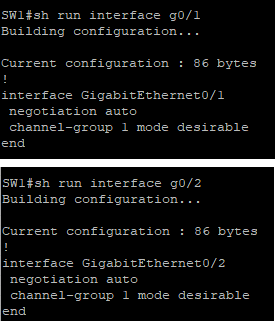 SW1#sh run interface g0/1
Building configuration...

Current configuration : 86 bytes
!
interface GigabitEthernet0/1
 negotiation auto
 channel-group 1 mode desirable
end

SW1#sh run interface g0/2
Building configuration...

Current configuration : 86 bytes
!
interface GigabitEthernet0/2
 negotiation auto
 channel-group 1 mode desirable
end